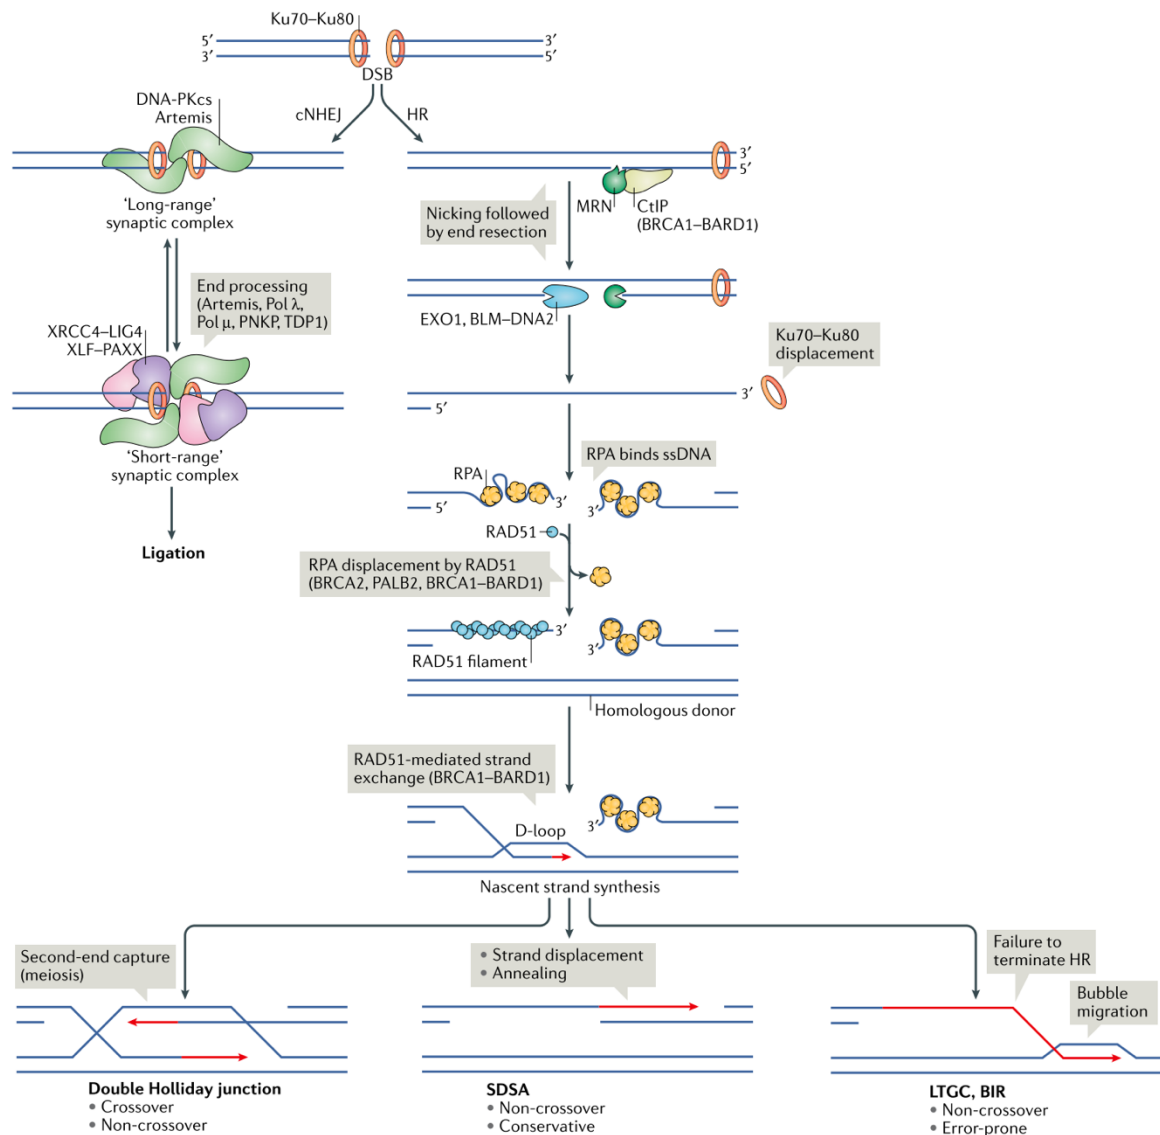 Ku70–Ku80
5′
3′
3′
5′
DSB
cNHEJ
HR
DNA-PKcs
Artemis
‘Long-range’
synaptic complex
End processing
(Artemis, Pol λ,
Pol μ, PNKP, TDP1)
XRCC4–LIG4
XLF–PAXX
‘Short-range’
synaptic complex
Ligation
3′
5′
MRN
CtIP
(BRCA1–BARD1)
Nicking followed
by end resection
EXO1, BLM–DNA2
Ku70–Ku80
displacement
3′
5′
RPA binds ssDNA
RPA
3′
5′
3′
RAD51
RPA displacement by RAD51
(BRCA2, PALB2, BRCA1–BARD1)
3′
3′
RAD51 filament
Homologous donor
RAD51-mediated strand
exchange (BRCA1–BARD1)
3′
D-loop
Nascent strand synthesis
Second-end capture
(meiosis)
Double Holliday junction
• Crossover
• Non-crossover
• Strand displacement
• Annealing
SDSA
• Non-crossover
• Conservative
Failure to
terminate HR
Bubble
migration
LTGC, BIR
• Non-crossover
• Error-prone